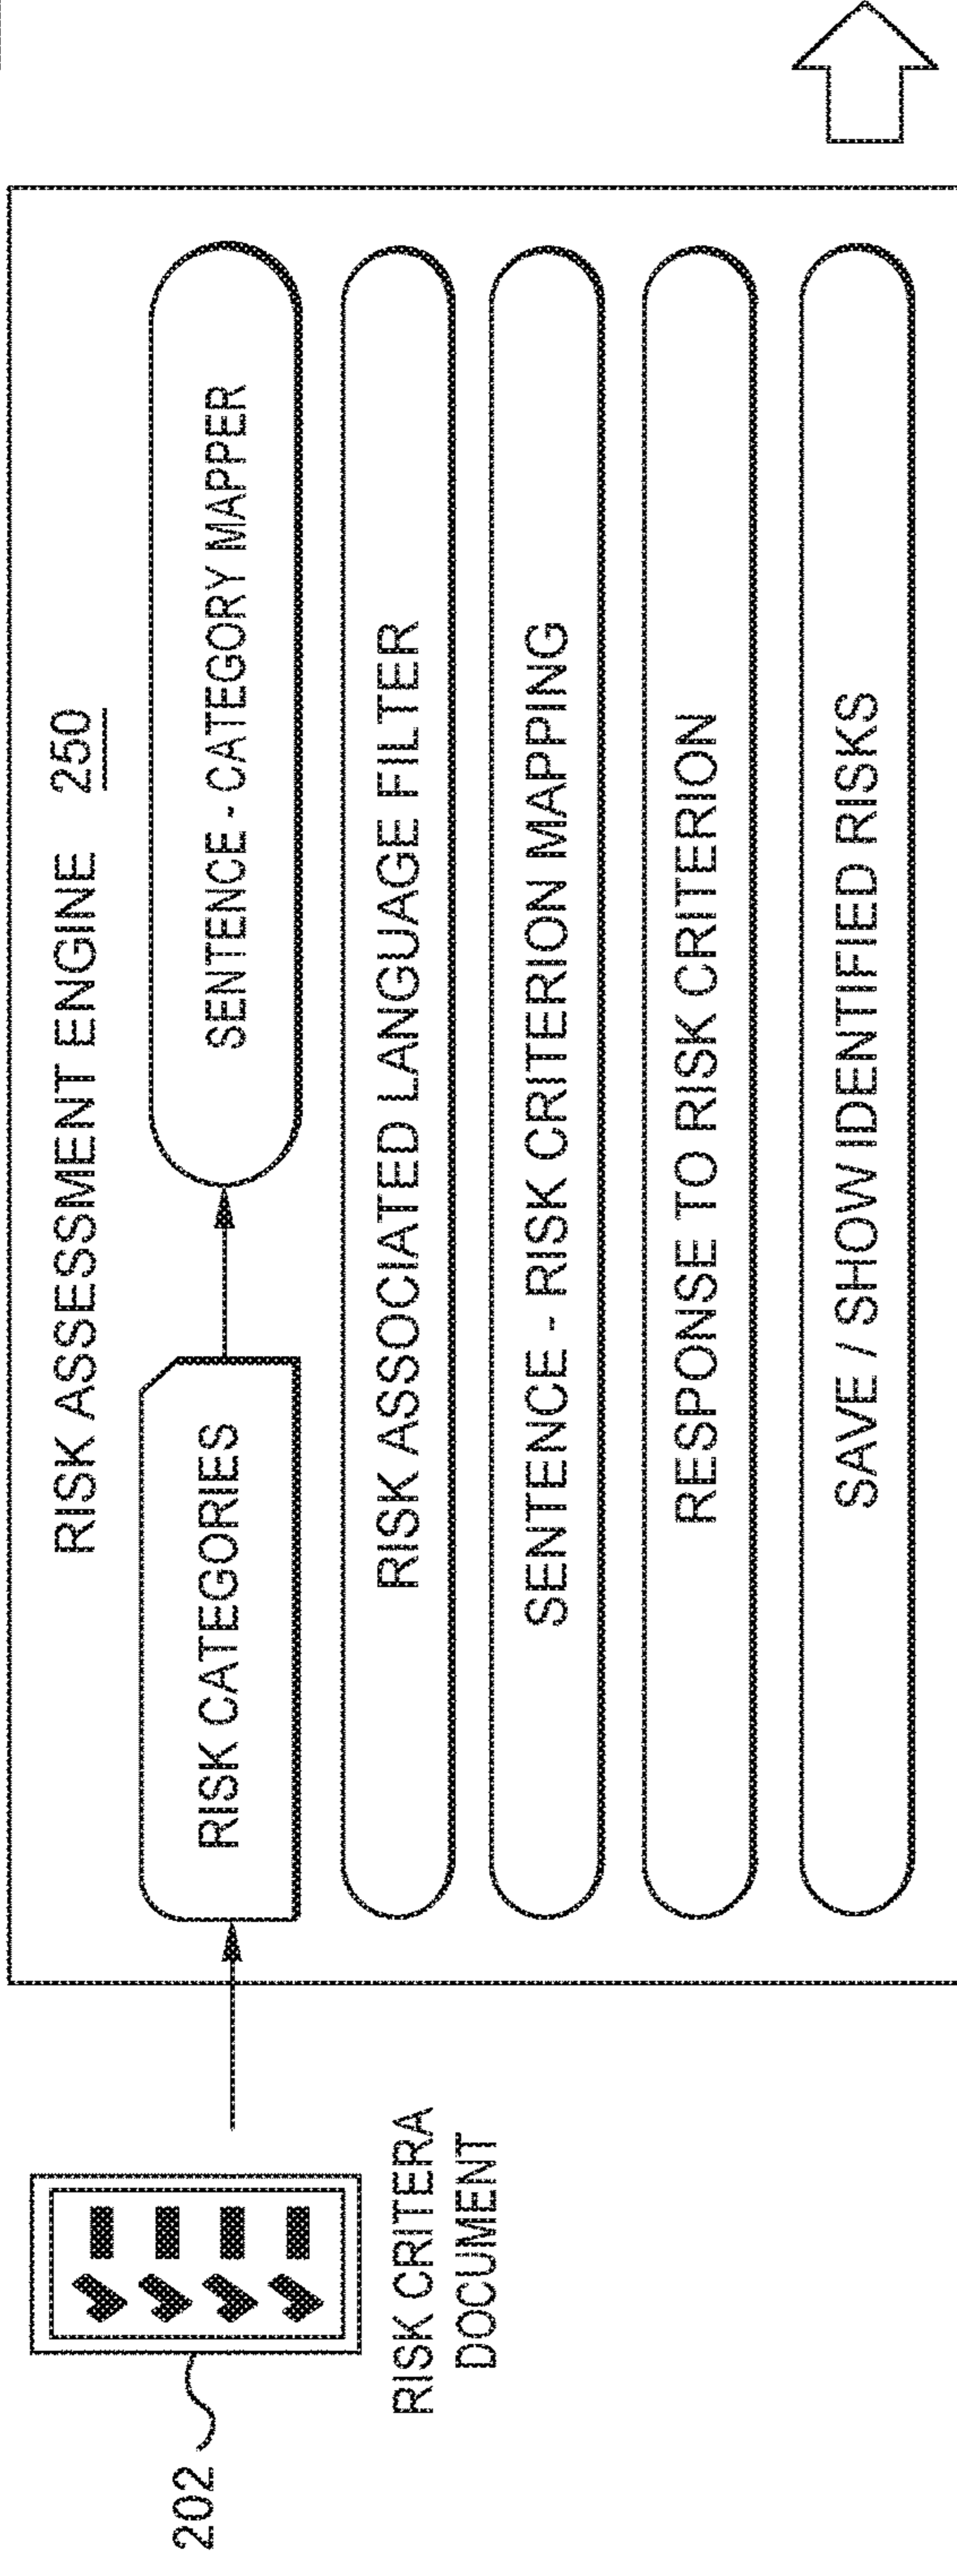 RISK ASSESSMENT ENGINE 250
RISK CATEGORIES
SENTENCE - CATEGORY MAPPER
RISK ASSOCIATED LANGUAGE FILTER
SENTENCE - RISK CRITERION MAPPING
RESPONSE TO RISK CRITERION
SAVE / SHOW IDENTIFIED RISKS
202
RISK CRITERA
DOCUMENT